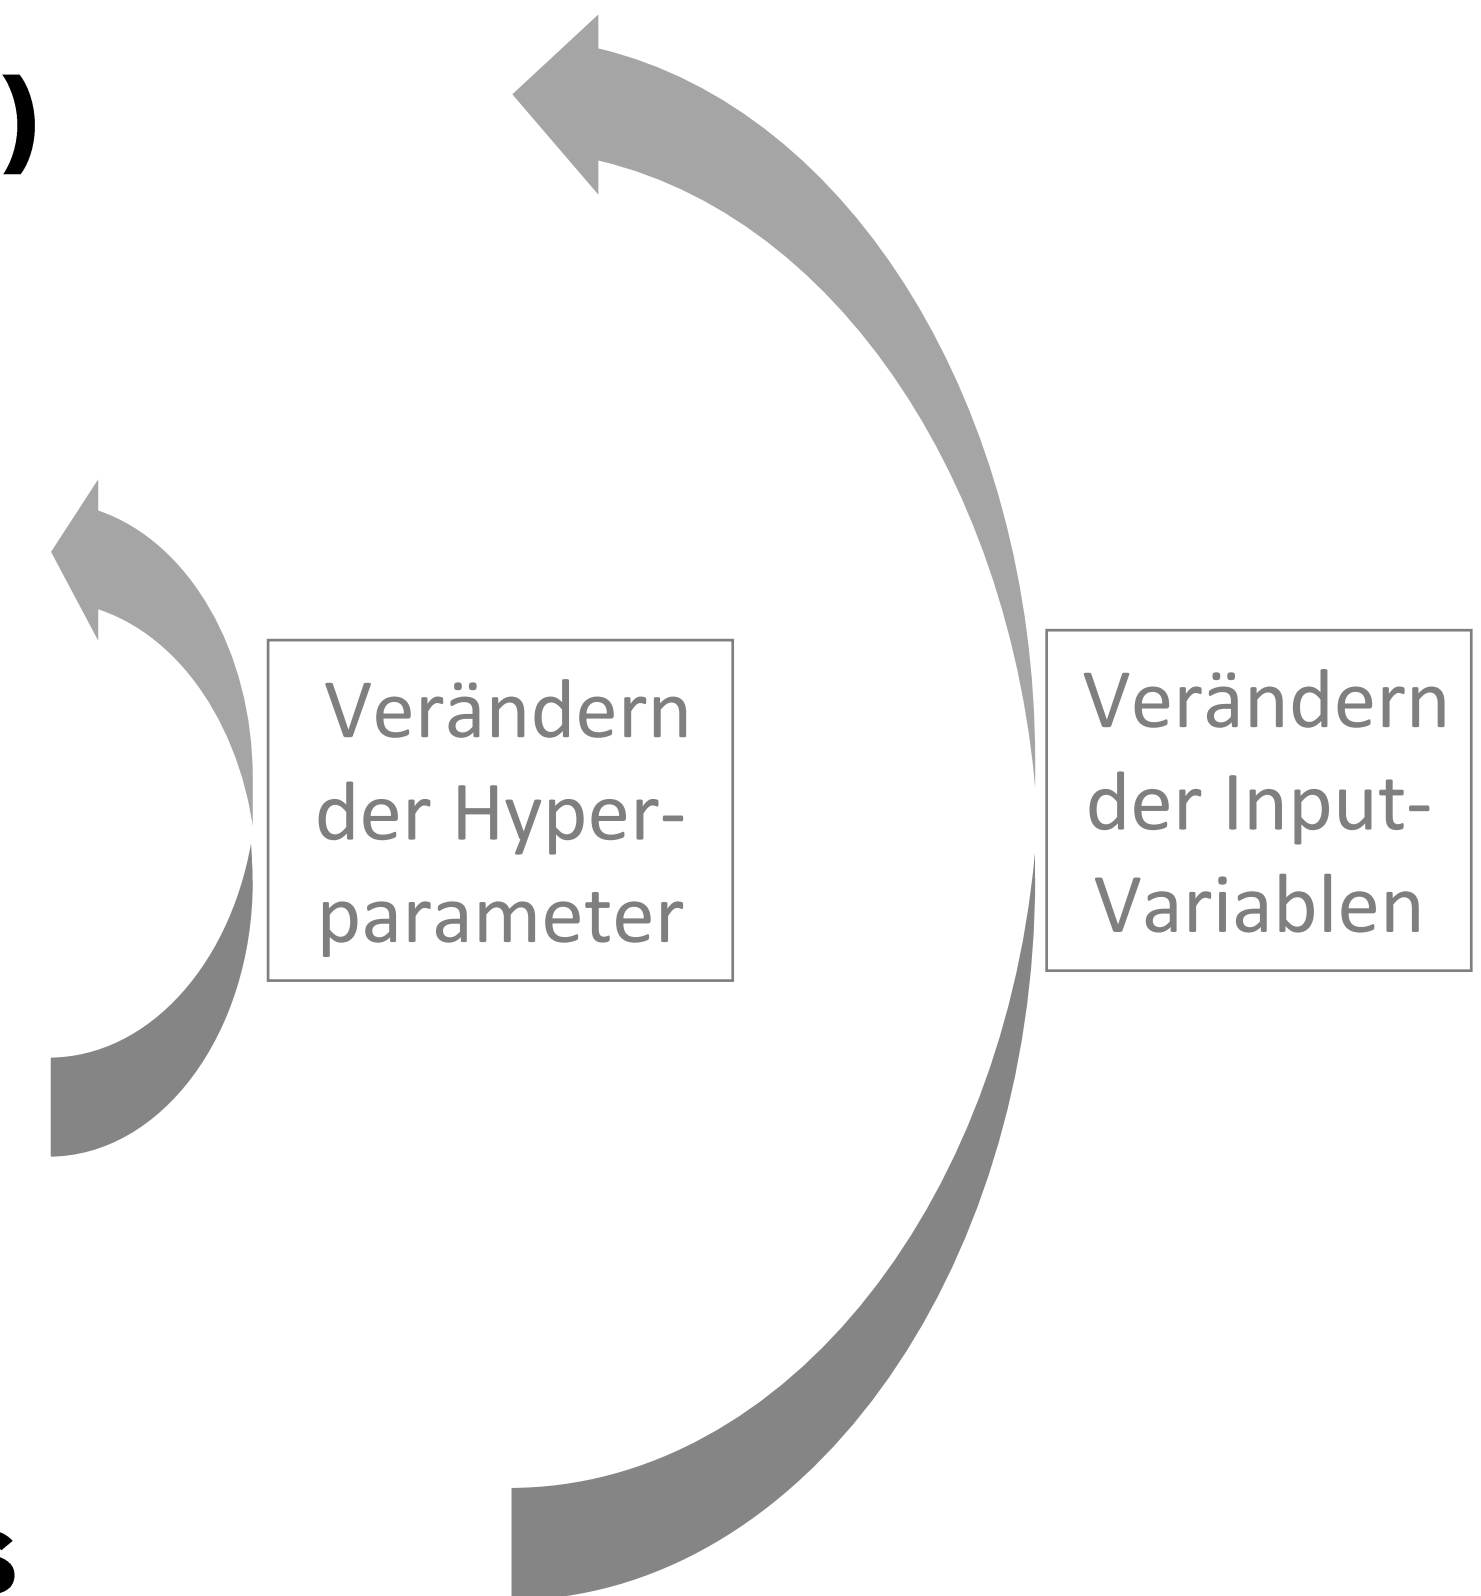 )
Verändern
der Hyper-
parameter
Verändern
der Input-
Variablen
s